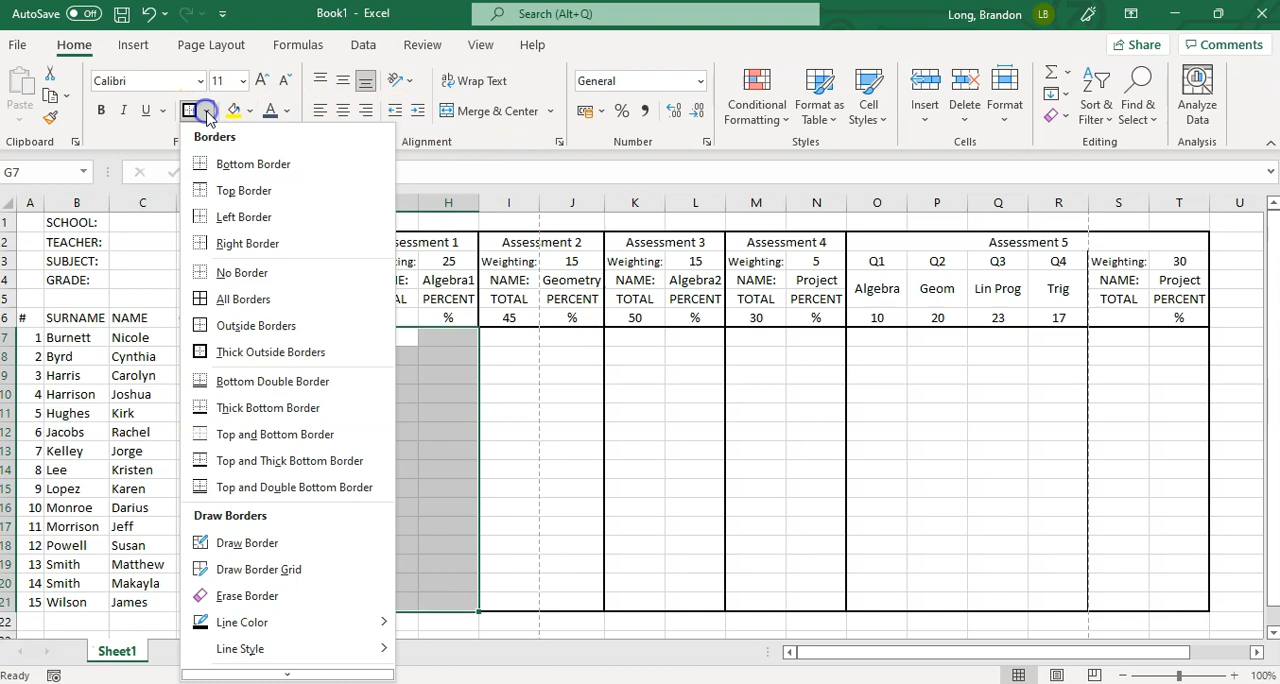 AutoSave Off Book1 - Excel Search (Alt+Q) Long, Brandon LB
File Home Insert Page Layout Formulas Data Review View Help Share Comments
Calibri 11 Wrap Text General
Paste B I U Merge & Center % Conditional Formatting Format as Table Cell Styles Insert Delete Format Sort & Filter Find & Select Analyze Data
Clipboard Alignment Number Styles Cells Editing Analysis
G7
A B C H I J K L M N O P Q R S T U
1 SCHOOL:
2 TEACHER: Assessment 2 Assessment 3 Assessment 4 Assessment 5
3 SUBJECT: 25 Weighting: 15 Weighting: 15 Weighting: 5 Q1 Q2 Q3 Q4 Weighting: 30
4 GRADE: Algebra1 NAME: Geometry NAME: Algebra2 NAME: Project Algebra Geom Lin Prog Trig NAME: Project
5 PERCENT TOTAL PERCENT TOTAL PERCENT TOTAL PERCENT TOTAL PERCENT
6 # SURNAME NAME % 45 % 50 % 30 % 10 20 23 17 %
7 1 Burnett Nicole
8 2 Byrd Cynthia
9 3 Harris Carolyn
10 4 Harrison Joshua
11 5 Hughes Kirk
12 6 Jacobs Rachel
13 7 Kelley Jorge
14 8 Lee Kristen
15 9 Lopez Karen
16 10 Monroe Darius
17 11 Morrison Jeff
18 12 Powell Susan
19 13 Smith Matthew
20 14 Smith Makayla
21 15 Wilson James
22
Borders
Bottom Border
Top Border
Left Border
Right Border
No Border
All Borders
Outside Borders
Thick Outside Borders
Bottom Double Border
Thick Bottom Border
Top and Bottom Border
Top and Thick Bottom Border
Top and Double Bottom Border
Draw Borders
Draw Border
Draw Border Grid
Erase Border
Line Color
Line Style
Sheet1
Ready 100%